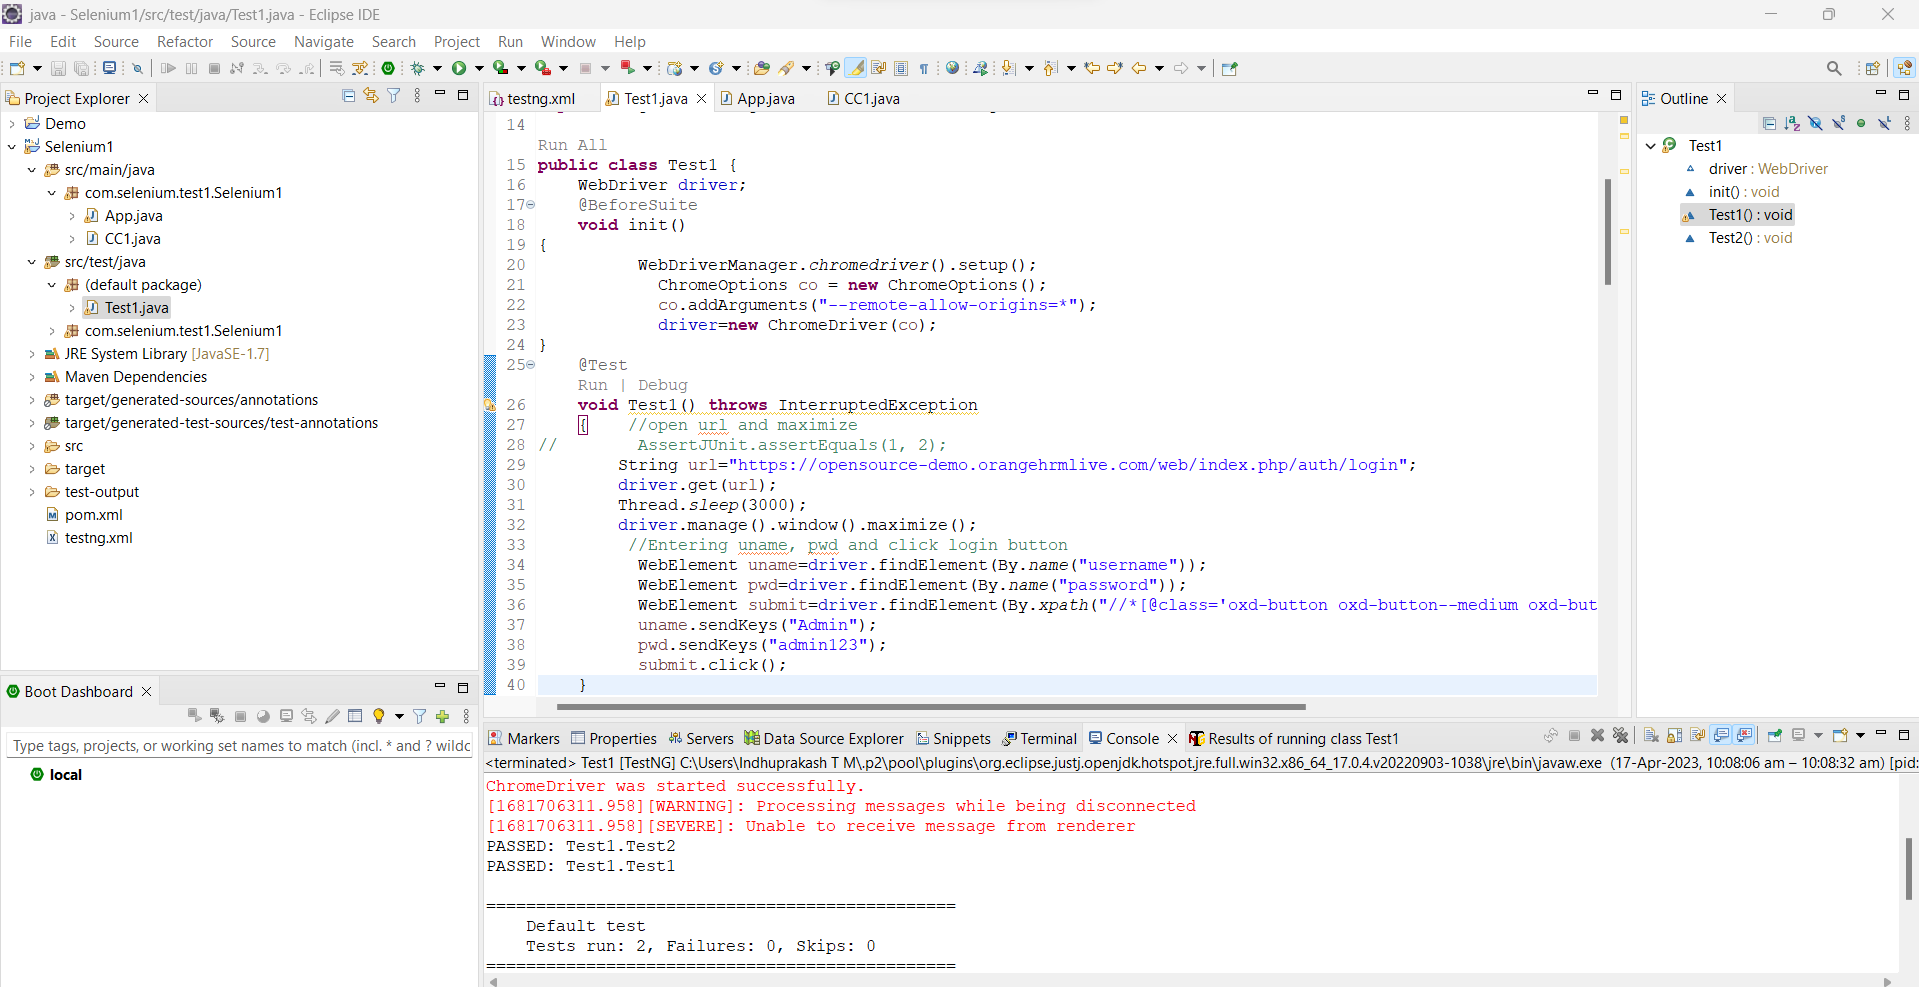 java - Selenium1/src/test/java/Test1.java - Eclipse IDE
File Edit Source Refactor Source Navigate Search Project Run Window Help
Project Explorer
Demo
Selenium1
src/main/java
com.selenium.test1.Selenium1
App.java
CC1.java
src/test/java
(default package)
Test1.java
com.selenium.test1.Selenium1
JRE System Library [JavaSE-1.7]
Maven Dependencies
target/generated-sources/annotations
target/generated-test-sources/test-annotations
src
target
test-output
pom.xml
testng.xml
Boot Dashboard
Type tags, projects, or working set names to match (incl. * and ? wildc
local
testng.xml Test1.java App.java CC1.java
14
Run All
15 public class Test1 {
16 WebDriver driver;
17 @BeforeSuite
18 void init()
19 {
20 WebDriverManager.chromedriver().setup();
21 ChromeOptions co = new ChromeOptions();
22 co.addArguments("--remote-allow-origins=*");
23 driver=new ChromeDriver(co);
24 }
25 @Test
Run | Debug
26 void Test1() throws InterruptedException
27 { //open url and maximize
28 // AssertJUnit.assertEquals(1, 2);
29 String url="https://opensource-demo.orangehrmlive.com/web/index.php/auth/login";
30 driver.get(url);
31 Thread.sleep(3000);
32 driver.manage().window().maximize();
33 //Entering uname, pwd and click login button
34 WebElement uname=driver.findElement(By.name("username"));
35 WebElement pwd=driver.findElement(By.name("password"));
36 WebElement submit=driver.findElement(By.xpath("//*[@class='oxd-button oxd-button--medium oxd-but
37 uname.sendKeys("Admin");
38 pwd.sendKeys("admin123");
39 submit.click();
40 }
Outline
Test1
driver : WebDriver
init() : void
Test1() : void
Test2() : void
Markers Properties Servers Data Source Explorer Snippets Terminal Console Results of running class Test1
<terminated> Test1 [TestNG] C:\Users\Indhuprakash T M\.p2\pool\plugins\org.eclipse.justj.openjdk.hotspot.jre.full.win32.x86_64_17.0.4.v20220903-1038\jre\bin\javaw.exe (17-Apr-2023, 10:08:06 am – 10:08:32 am) [pid:
ChromeDriver was started successfully.
[1681706311.958][WARNING]: Processing messages while being disconnected
[1681706311.958][SEVERE]: Unable to receive message from renderer
PASSED: Test1.Test2
PASSED: Test1.Test1
===============================================
Default test
Tests run: 2, Failures: 0, Skips: 0
===============================================